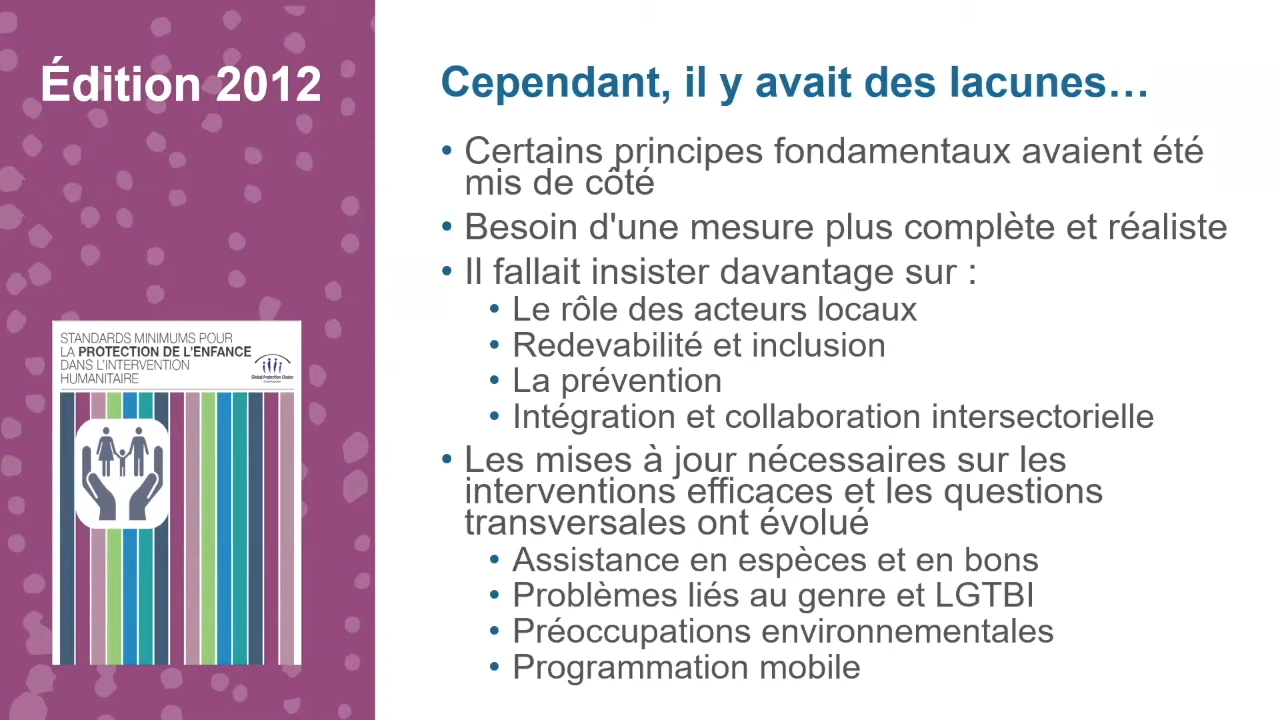 Édition 2012
STANDARDS MINIMUMS POUR
LA PROTECTION DE L'ENFANCE
DANS L'INTERVENTION
HUMANITAIRE
Global Protection Cluster
Cependant, il y avait des lacunes…
• Certains principes fondamentaux avaient été
mis de côté
• Besoin d'une mesure plus complète et réaliste
• Il fallait insister davantage sur :
• Le rôle des acteurs locaux
• Redevabilité et inclusion
• La prévention
• Intégration et collaboration intersectorielle
• Les mises à jour nécessaires sur les
interventions efficaces et les questions
transversales ont évolué
• Assistance en espèces et en bons
• Problèmes liés au genre et LGTBI
• Préoccupations environnementales
• Programmation mobile